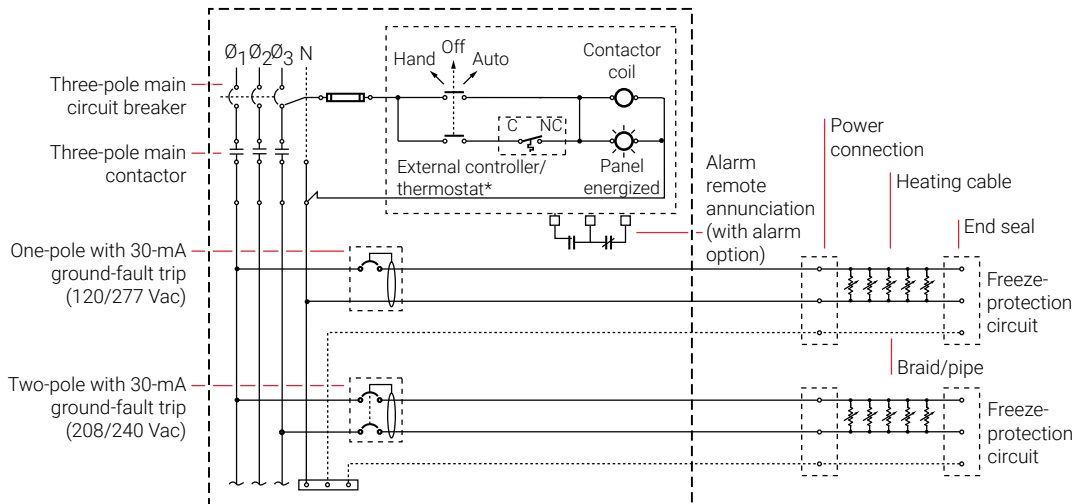 Ø1 Ø2 Ø3 N
Three-pole main
circuit breaker
Three-pole main
contactor
Hand
Off
Auto
Contactor
coil
C NC
External controller/
thermostat*
Panel
energized
Alarm
remote
annunciation
(with alarm
option)
Power
connection
Heating cable
End seal
One-pole with 30-mA
ground-fault trip
(120/277 Vac)
Freeze-
protection
circuit
Braid/pipe
Two-pole with 30-mA
ground-fault trip
(208/240 Vac)
Freeze-
protection
circuit